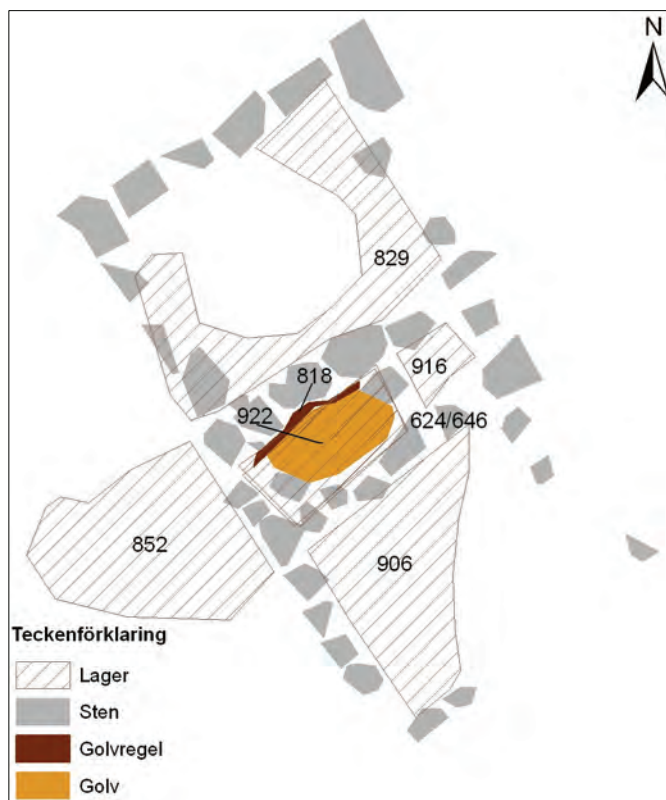 N
829
916
818
922
624/646
852
906
Teckenförklaring
Lager
Sten
Golvregel
Golv